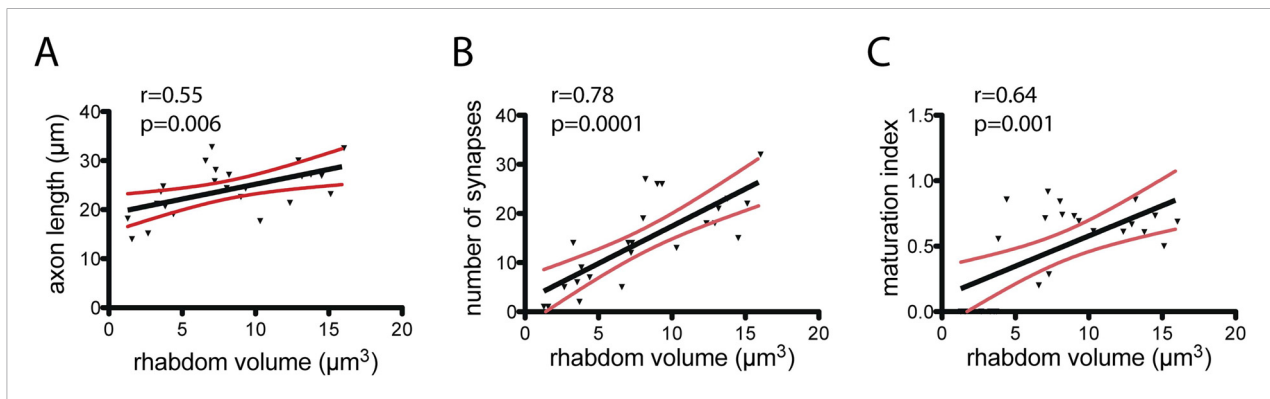 A
r=0.55
p=0.006
axon length (µm)
40
30
20
10
0
0 5 10 15 20
rhabdom volume (µm³)
B
r=0.78
p=0.0001
number of synapses
40
30
20
10
0
0 5 10 15 20
rhabdom volume (µm³)
C
r=0.64
p=0.001
maturation index
1.5
1.0
0.5
0.0
0 5 10 15 20
rhabdom volume (µm³)